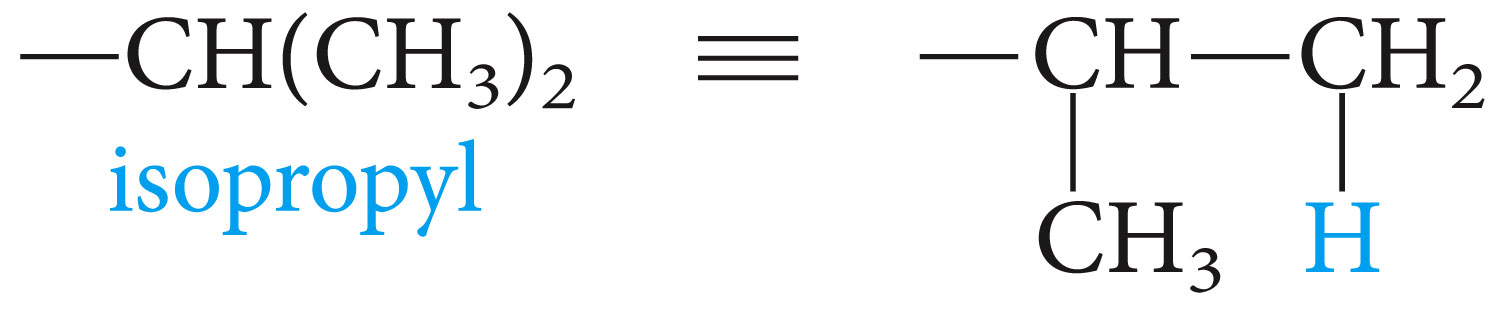 —CH(CH₃)₂ ≡ —CH—CH₂
isopropyl
CH₃ H